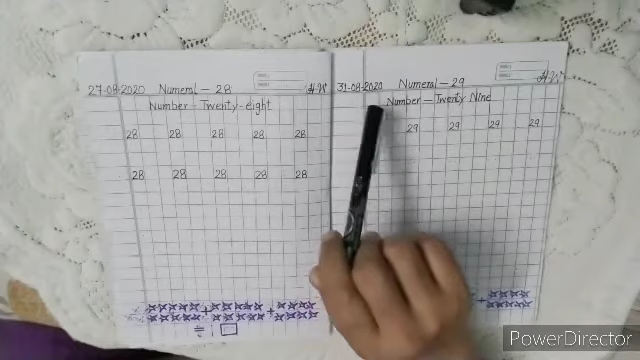 27-08-2020 Numeral - 28 H.W
Number - Twenty-eight
28 28 28 28 28
28 28 28 28 28
+ +
=
31-08-2020 Numeral - 29 H.W
Number - Twenty Nine
29 29 29 29
+
PowerDirector